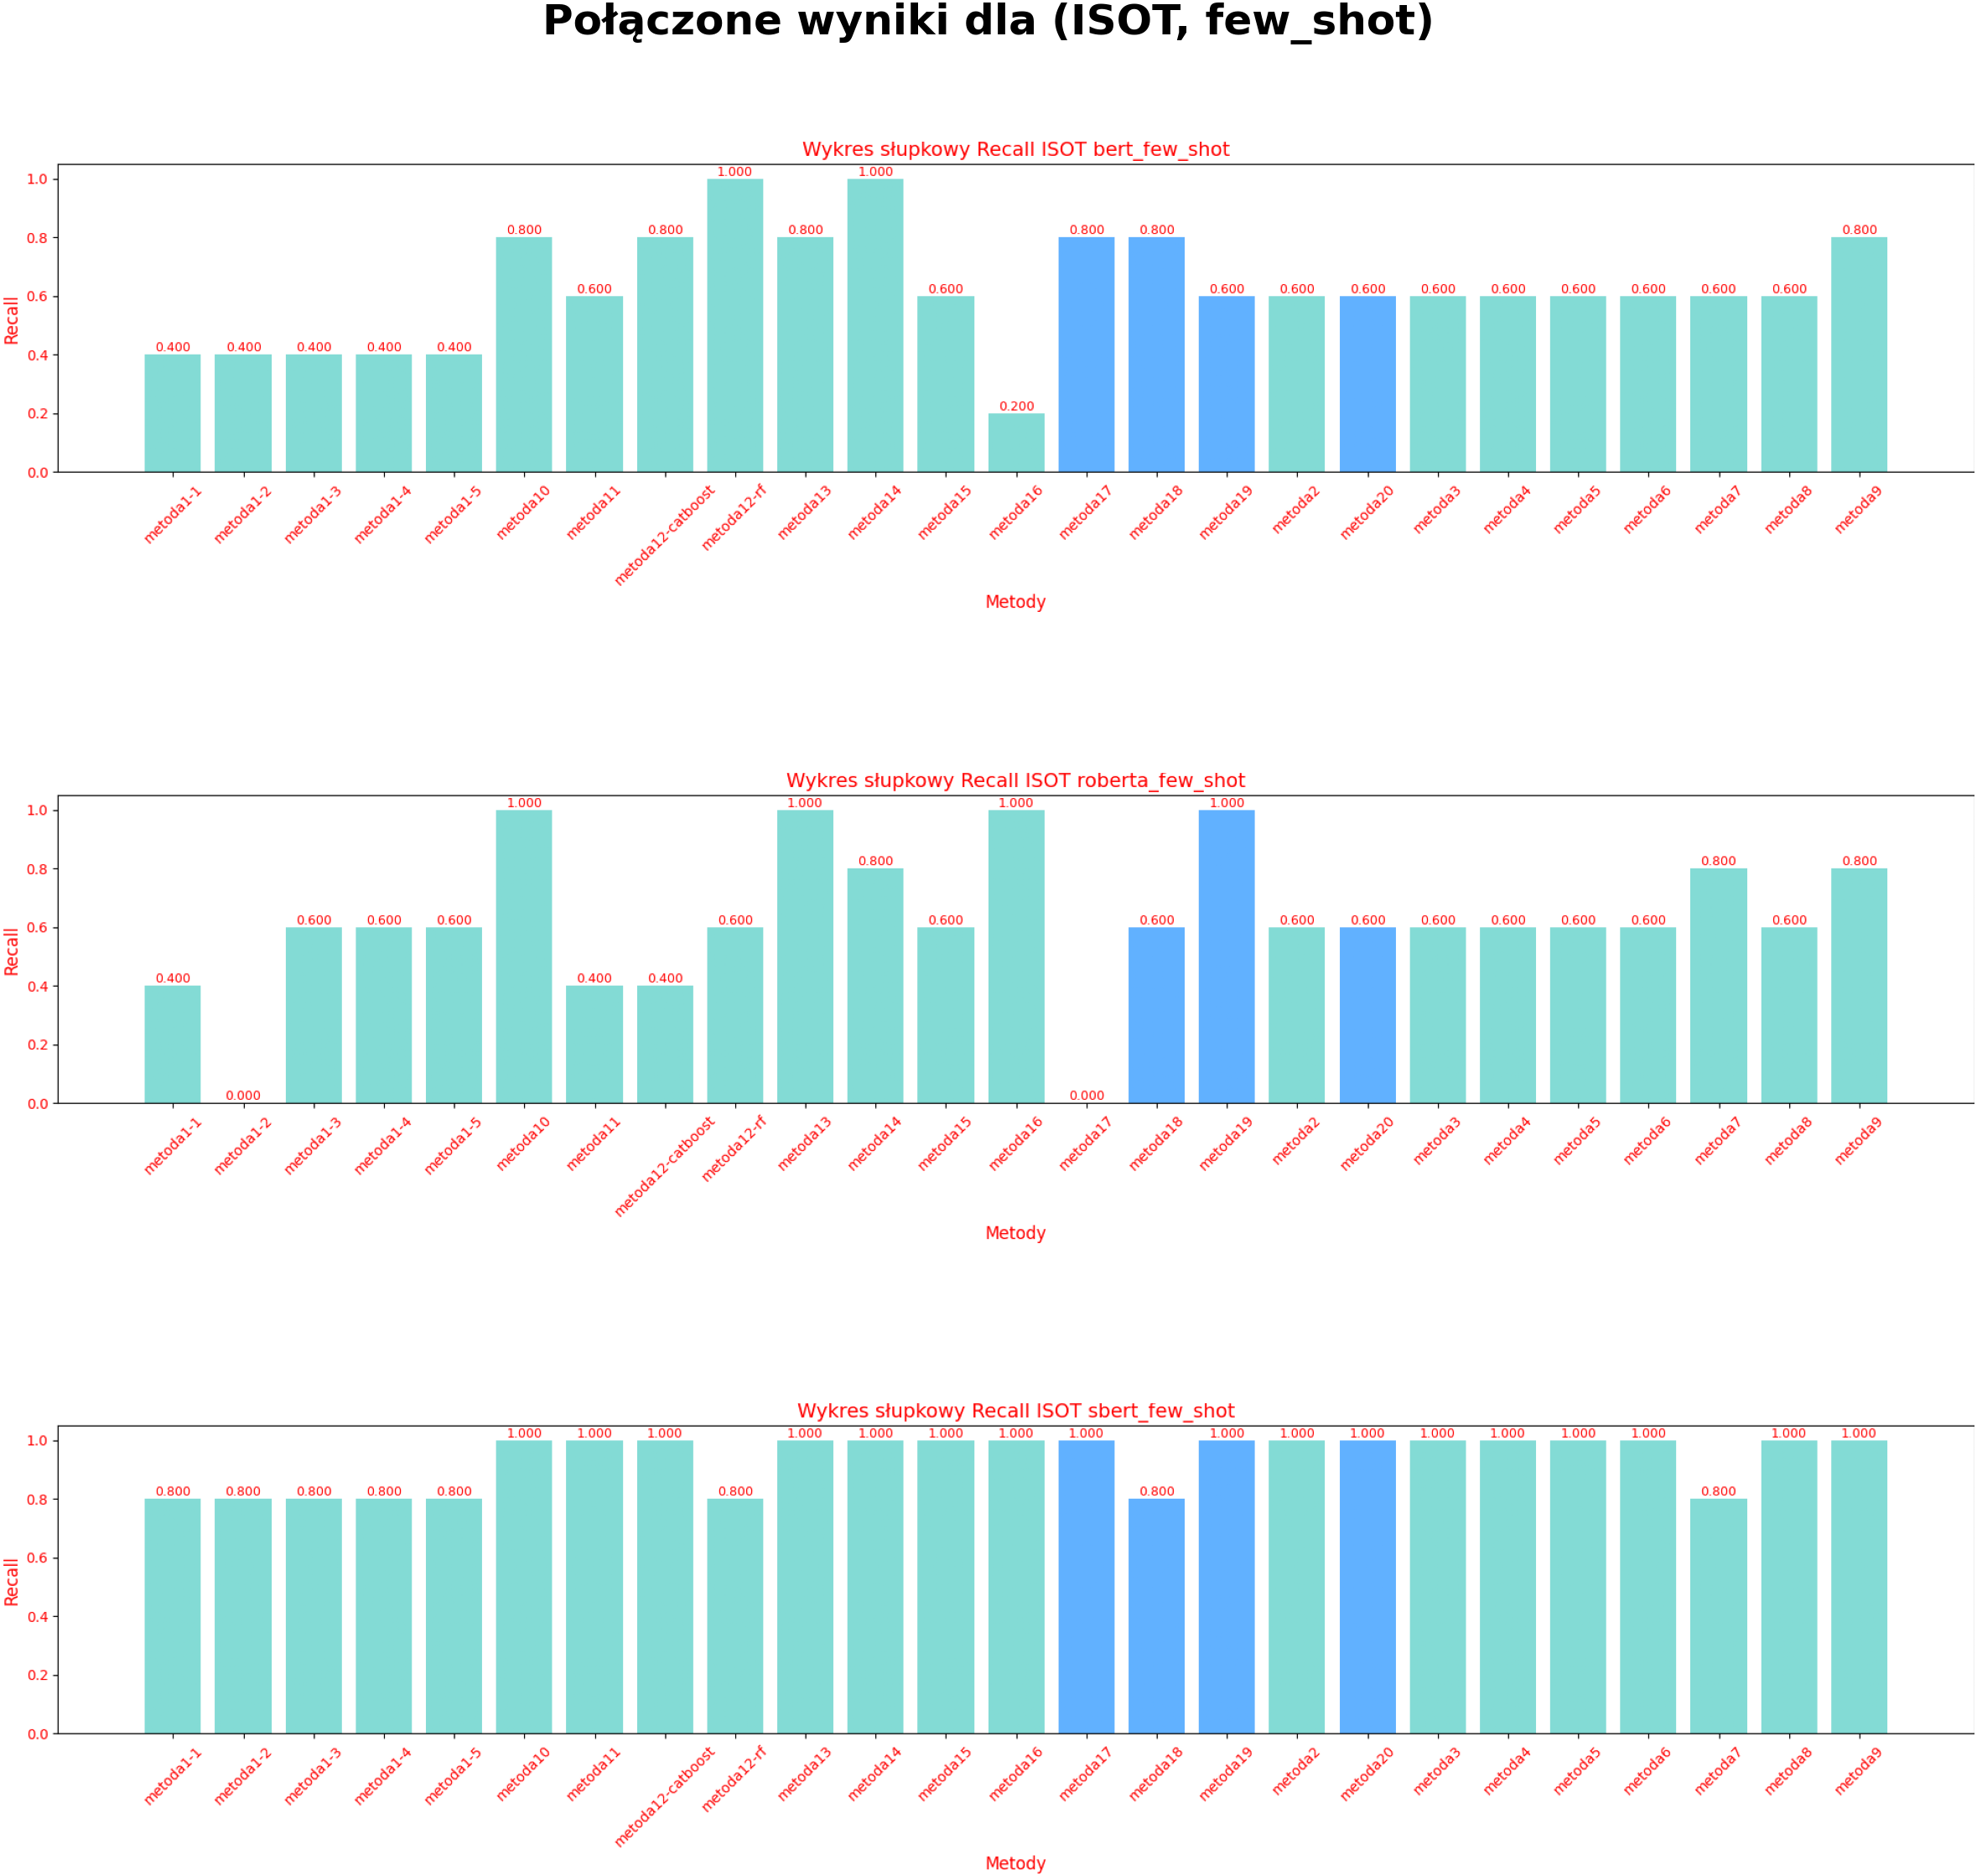 Połączone wyniki dla (ISOT, few_shot)
Wykres słupkowy Recall ISOT bert_few_shot
1.000 1.000
1.0
0.800 0.800 0.800 0.800 0.800 0.800
0.8
0.600 0.600 0.600 0.600 0.600 0.600 0.600 0.600 0.600 0.600 0.600
0.6
Recall
0.400 0.400 0.400 0.400 0.400
0.4
0.200
0.2
0.0
metoda1-1 metoda1-2 metoda1-3 metoda1-4 metoda1-5 metoda10 metoda11 metoda12-catboost metoda12-rf metoda13 metoda14 metoda15 metoda16 metoda17 metoda18 metoda19 metoda2 metoda20 metoda3 metoda4 metoda5 metoda6 metoda7 metoda8 metoda9
Metody
Wykres słupkowy Recall ISOT roberta_few_shot
1.000 1.000 1.000 1.000
1.0
0.800 0.800 0.800
0.8
0.600 0.600 0.600 0.600 0.600 0.600 0.600 0.600 0.600 0.600 0.600 0.600 0.600
0.6
Recall
0.400 0.400 0.400
0.4
0.2
0.000 0.000
0.0
metoda1-1 metoda1-2 metoda1-3 metoda1-4 metoda1-5 metoda10 metoda11 metoda12-catboost metoda12-rf metoda13 metoda14 metoda15 metoda16 metoda17 metoda18 metoda19 metoda2 metoda20 metoda3 metoda4 metoda5 metoda6 metoda7 metoda8 metoda9
Metody
Wykres słupkowy Recall ISOT sbert_few_shot
1.000 1.000 1.000 1.000 1.000 1.000 1.000 1.000 1.000 1.000 1.000 1.000 1.000 1.000 1.000 1.000 1.000
1.0
0.800 0.800 0.800 0.800 0.800 0.800 0.800 0.800
0.8
0.6
Recall
0.4
0.2
0.0
metoda1-1 metoda1-2 metoda1-3 metoda1-4 metoda1-5 metoda10 metoda11 metoda12-catboost metoda12-rf metoda13 metoda14 metoda15 metoda16 metoda17 metoda18 metoda19 metoda2 metoda20 metoda3 metoda4 metoda5 metoda6 metoda7 metoda8 metoda9
Metody